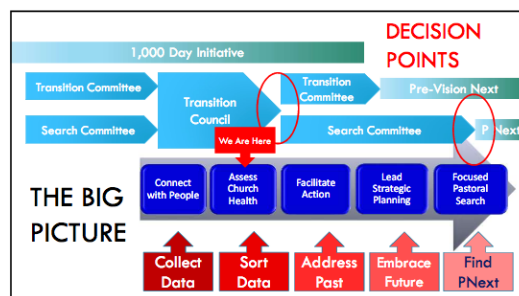 DECISION
POINTS
1,000 Day Initiative
Transition Committee
Transition
Council
Transition
Committee
Pre-Vision Next
Search Committee
Search Committee
P Next
We Are Here
THE BIG
PICTURE
Connect
with People
Assess
Church
Health
Facilitate
Action
Lead
Strategic
Planning
Focused
Pastoral
Search
Collect
Data
Sort
Data
Address
Past
Embrace
Future
Find
PNext